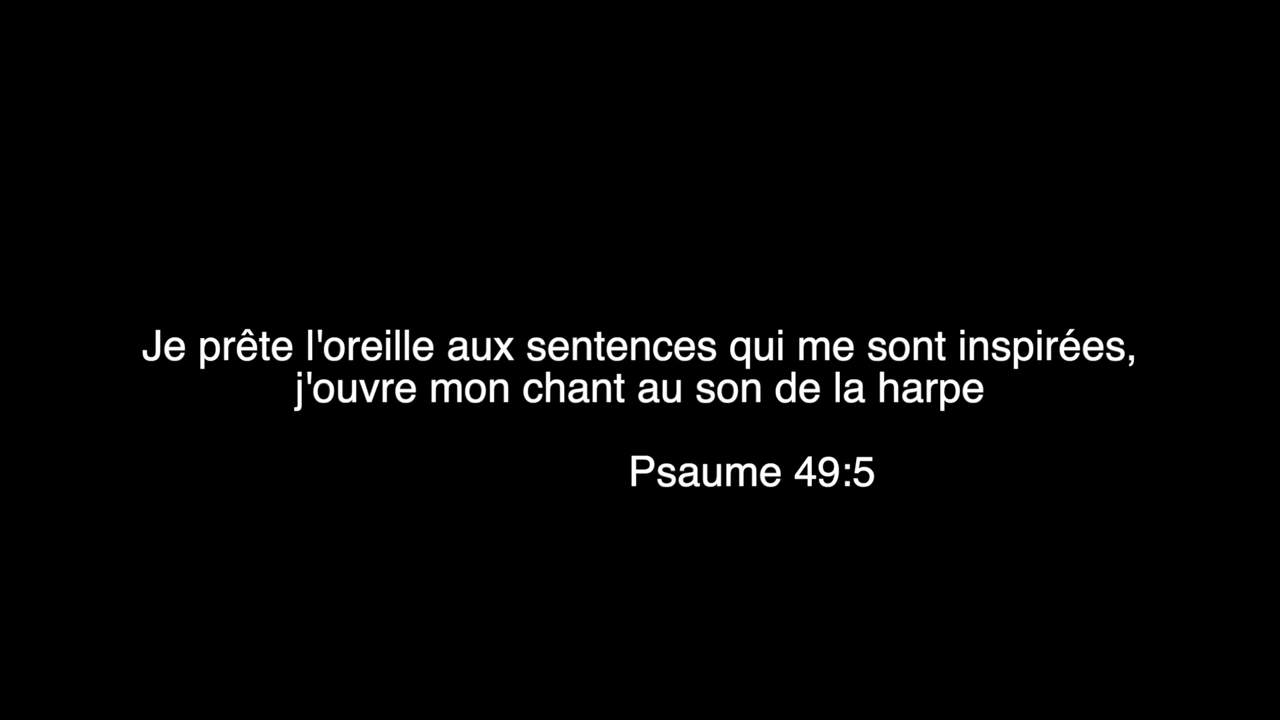 Je prête l'oreille aux sentences qui me sont inspirées,
j'ouvre mon chant au son de la harpe
Psaume 49:5